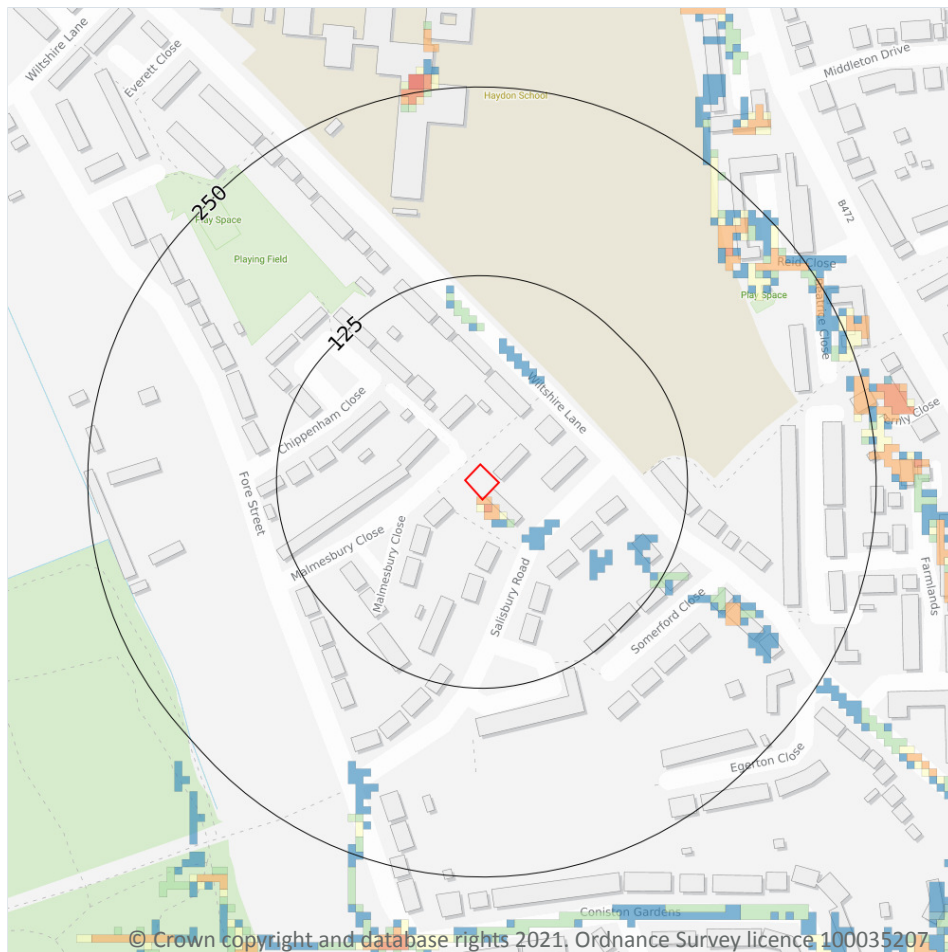 Wiltshire Lane
Everett Close
Middleton Drive
Haydon School
250
Play Space
Playing Field
B472
Reid Close
Play Space
125
Wiltshire Lane
Chippenham Close
Fore Street
Malmesbury Close
Malmesbury Close
Salisbury Road
Somerford Close
Farmlands
Egerton Close
Coniston Gardens
© Crown copyright and database rights 2021. Ordnance Survey licence 100035207.